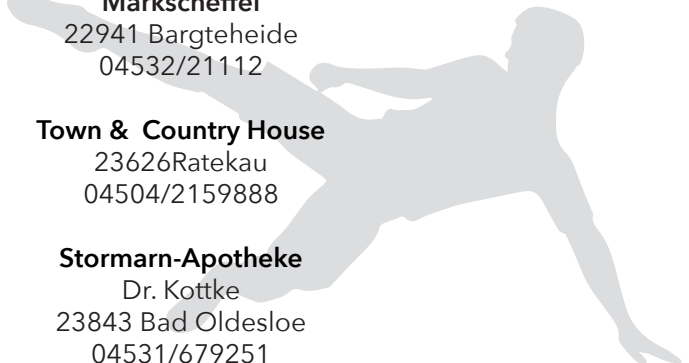 Markscheffel
22941 Bargteheide
04532/21112
Town & Country House
23626Ratekau
04504/2159888
Stormarn-Apotheke
Dr. Kottke
23843 Bad Oldesloe
04531/679251